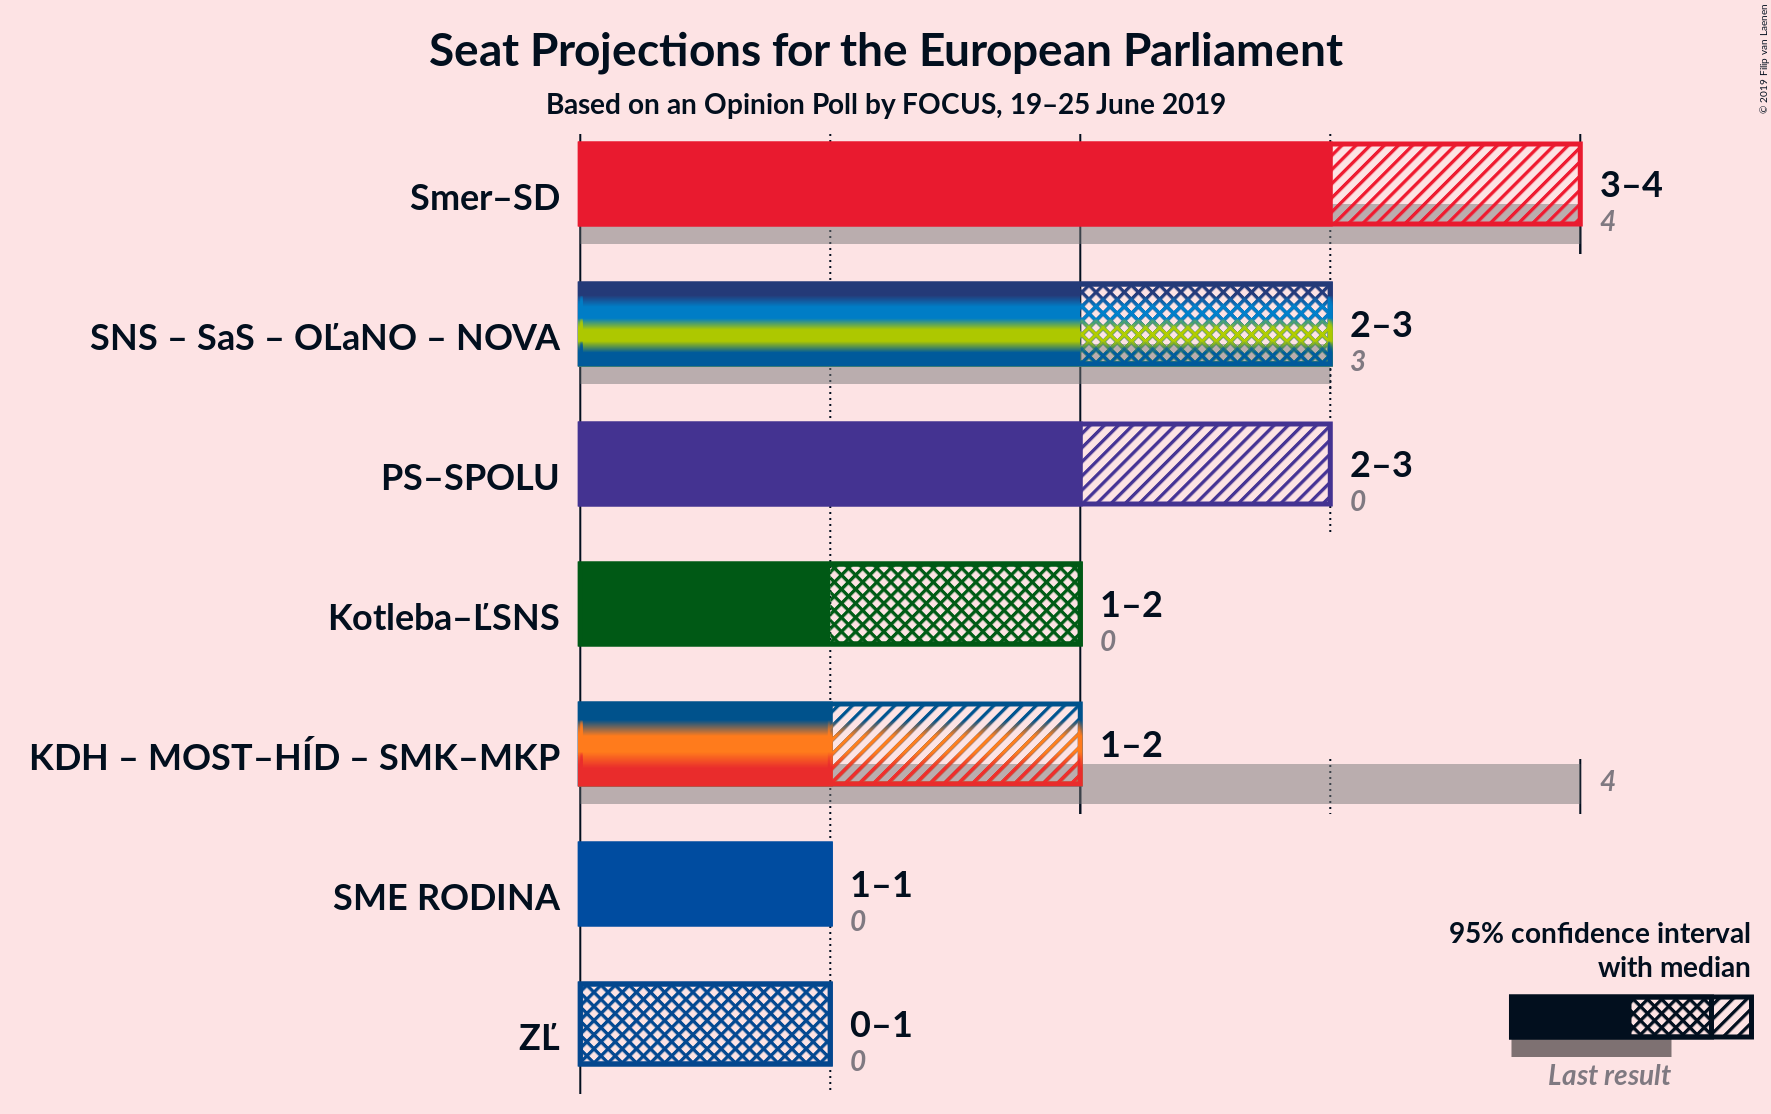 Seat Projections for the European Parliament
Based on an Opinion Poll by FOCUS, 19–25 June 2019
© 2019 Filip van Laenen
Smer–SD
3–4
4
SNS – SaS – OĽaNO – NOVA
2–3
3
PS–SPOLU
2–3
0
Kotleba–ĽSNS
1–2
0
KDH – MOST–HÍD – SMK–MKP
1–2
4
SME RODINA
1–1
0
ZĽ
0–1
0
95% confidence interval
with median
Last result